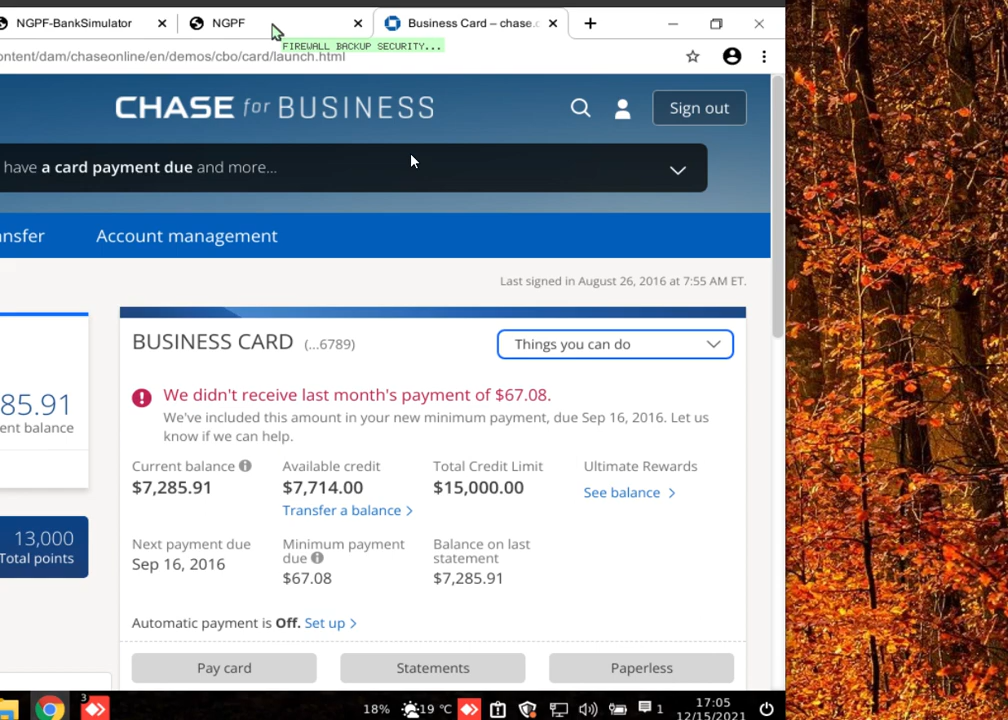 NGPF-BankSimulator
NGPF
Business Card – chase.c
FIREWALL BACKUP SECURITY...
ontent/dam/chaseonline/en/demos/cbo/card/launch.html
CHASE for BUSINESS
Sign out
have a card payment due and more...
nsfer
Account management
Last signed in August 26, 2016 at 7:55 AM ET.
BUSINESS CARD (...6789)
Things you can do
We didn't receive last month's payment of $67.08.
We've included this amount in your new minimum payment, due Sep 16, 2016. Let us
know if we can help.
85.91
ent balance
Current balance
$7,285.91
Available credit
$7,714.00
Transfer a balance >
Total Credit Limit
$15,000.00
Ultimate Rewards
See balance >
13,000
Total points
Next payment due
Sep 16, 2016
Minimum payment
due
$67.08
Balance on last
statement
$7,285.91
Automatic payment is Off. Set up >
Pay card
Statements
Paperless
3
18%
19 °C
1
17:05
12/15/2021